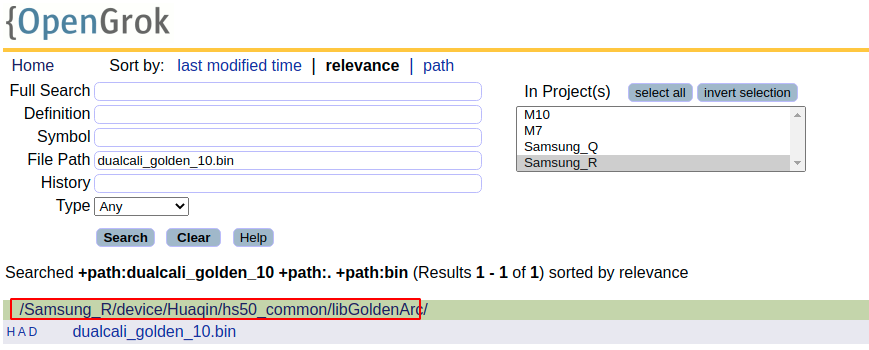 {OpenGrok
Home Sort by: last modified time | relevance | path
Full Search
Definition
Symbol
File Path dualcali_golden_10.bin
History
Type Any
Search Clear Help
In Project(s) select all invert selection
M10
M7
Samsung_Q
Samsung_R
Searched +path:dualcali_golden_10 +path:. +path:bin (Results 1 - 1 of 1) sorted by relevance
/Samsung_R/device/Huaqin/hs50_common/libGoldenArc/
H A D dualcali_golden_10.bin